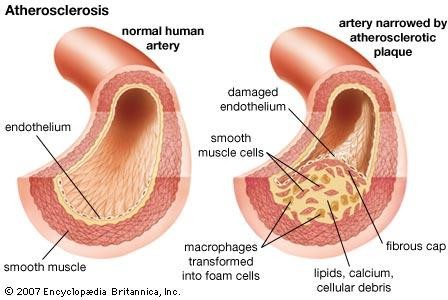 Atherosclerosis
normal human
artery
artery narrowed by
atherosclerotic
plaque
endothelium
smooth muscle
damaged
endothelium
smooth
muscle cells
macrophages
transformed
into foam cells
fibrous cap
lipids, calcium,
cellular debris
© 2007 Encyclopædia Britannica, Inc.